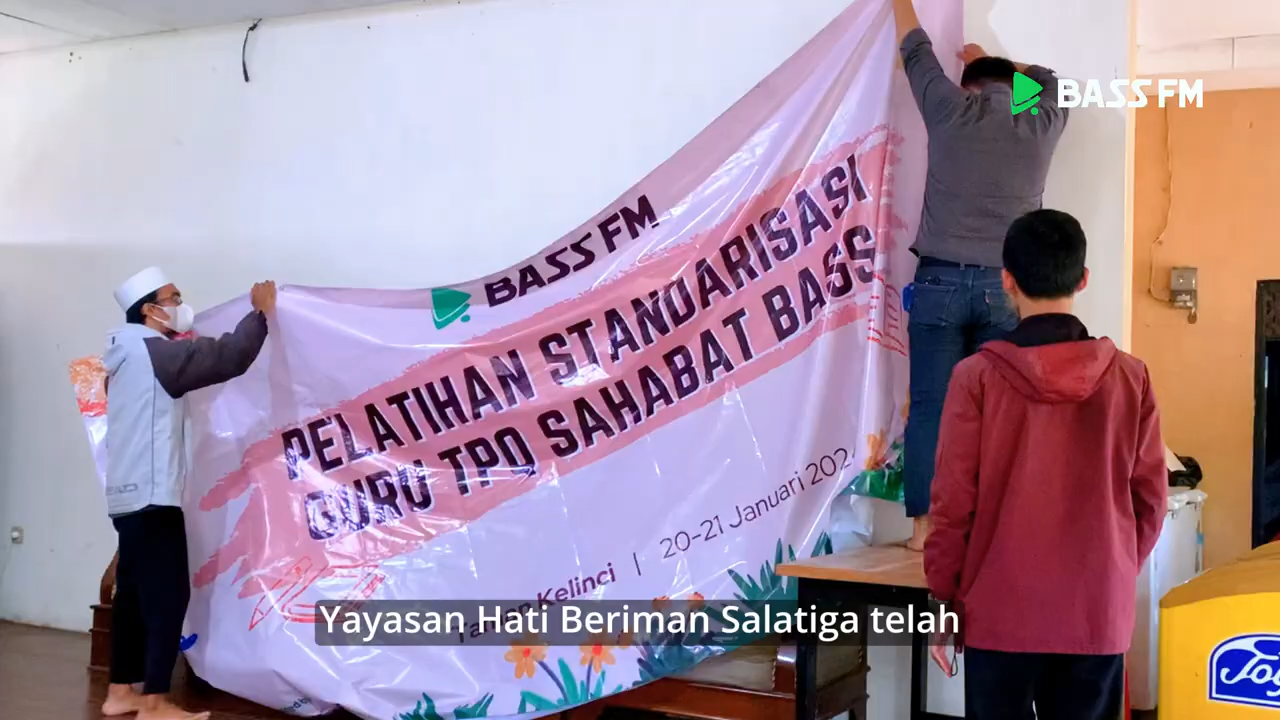 BASS FM
BASS FM
PELATIHAN STANDARISASI
GURU TPQ SAHABAT BASS
Kelinci | 20-21 Januari 202
Yayasan Hati Beriman Salatiga telah